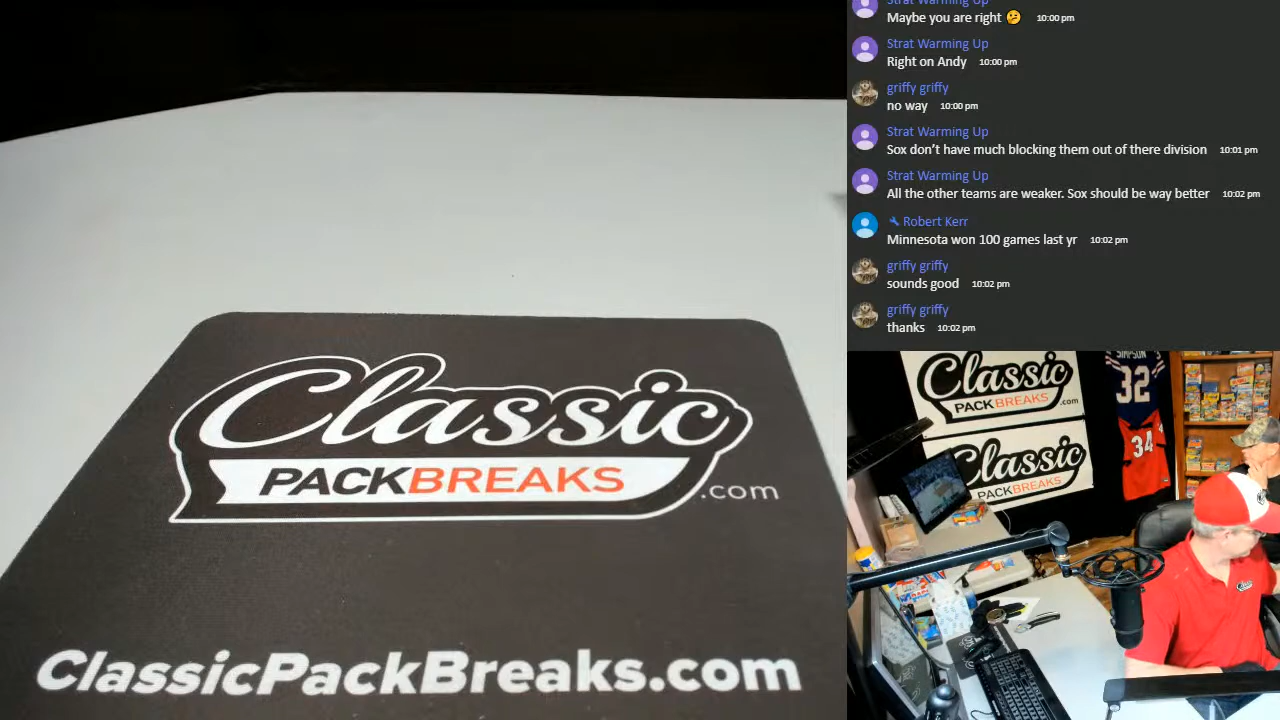 Strat Warming Up
Maybe you are right 🤔 10:00 pm
Strat Warming Up
Right on Andy 10:00 pm
griffy griffy
no way 10:00 pm
Strat Warming Up
Sox don't have much blocking them out of there division 10:01 pm
Strat Warming Up
All the other teams are weaker. Sox should be way better 10:02 pm
Robert Kerr
Minnesota won 100 games last yr 10:02 pm
griffy griffy
sounds good 10:02 pm
griffy griffy
thanks 10:02 pm
Classic
PACKBREAKS
.com
ClassicPackBreaks.com
Classic
PACKBREAKS
.com
Classic
PACKBREAKS
SIMPSON
32
34